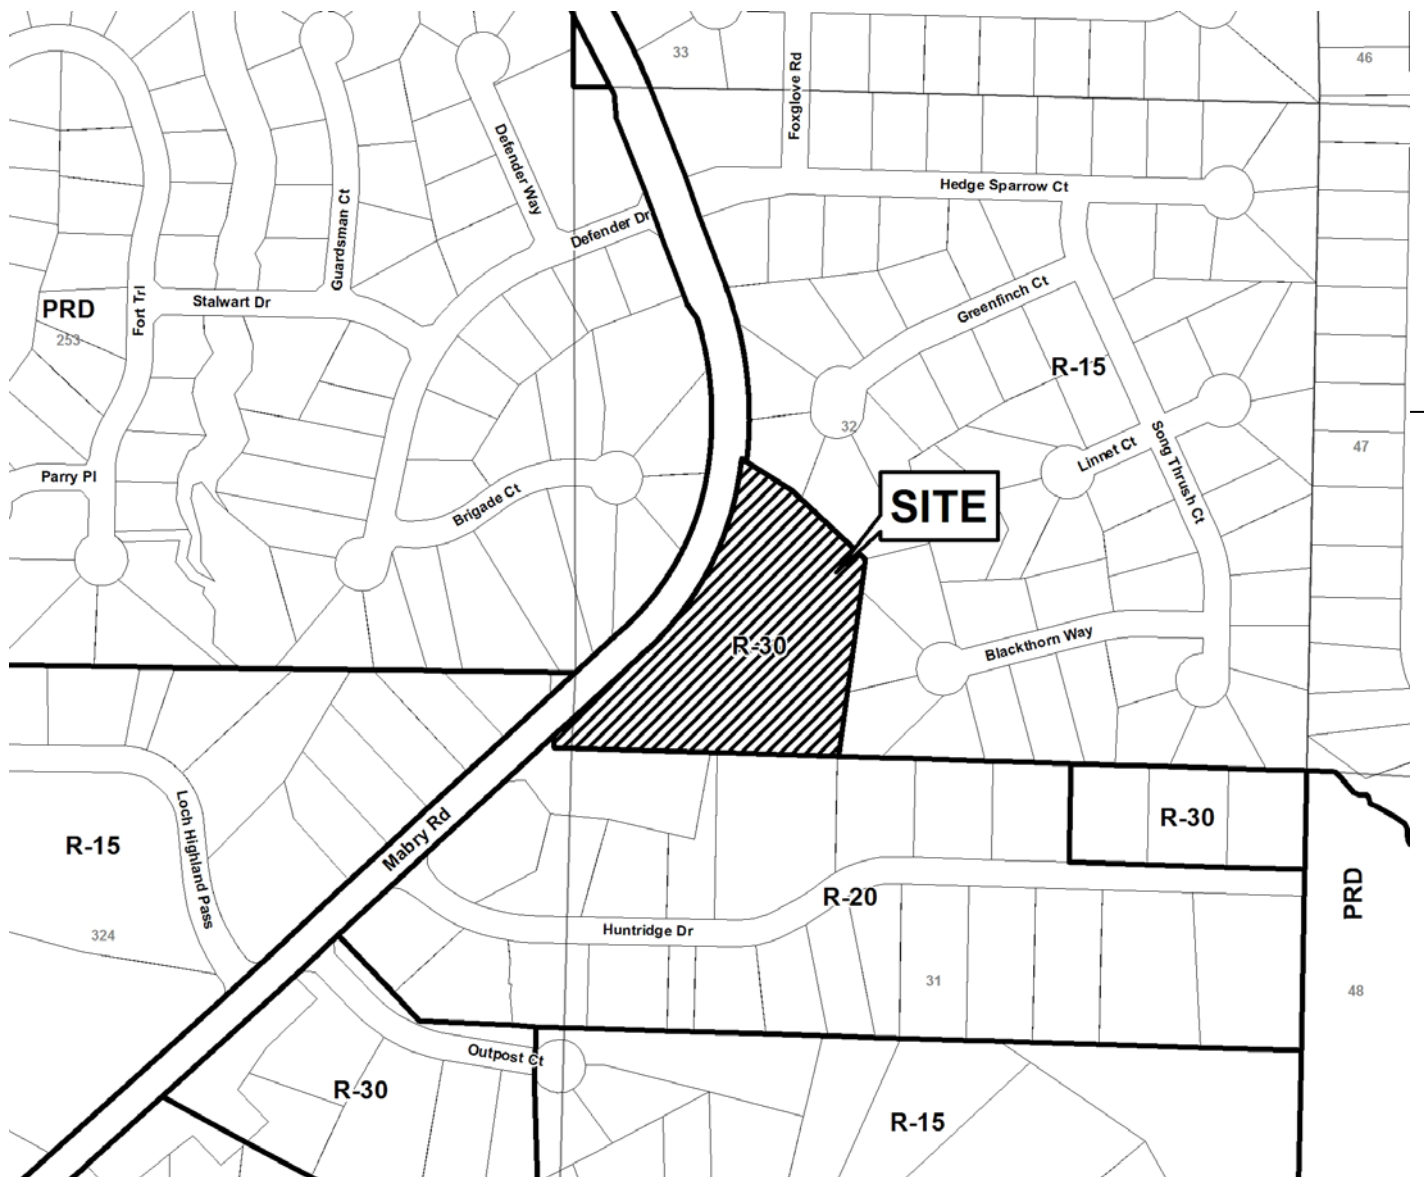 33
46
Foxglove Rd
Defender Way
Hedge Sparrow Ct
Guardsman Ct
Defender Dr
Greenfinch Ct
Stalwart Dr
PRD
Fort Trl
253
R-15
32
Song Thrush Ct
Linnet Ct
47
Parry Pl
Brigade Ct
SITE
R-30
Blackthorn Way
Loch Highland Pass
Mabry Rd
R-30
R-15
R-20
PRD
324
Huntridge Dr
31
48
Outpost Ct
R-30
R-15